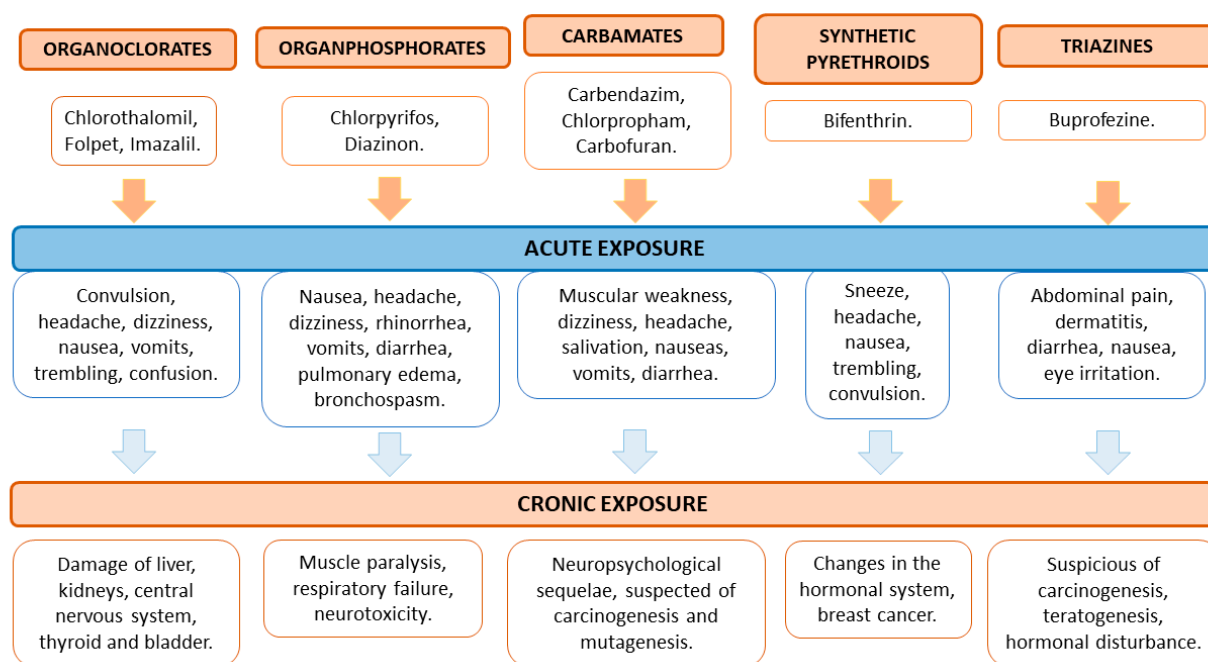 ORGANOCLORATES
ORGANPHOSPHORATES
CARBAMATES
SYNTHETIC
PYRETHROIDS
TRIAZINES
Chlorothalomil,
Folpet, Imazalil.
Chlorpyrifos,
Diazinon.
Carbendazim,
Chlorpropham,
Carbofuran.
Bifenthrin.
Buprofezine.
ACUTE EXPOSURE
Convulsion,
headache, dizziness,
nausea, vomits,
trembling, confusion.
Nausea, headache,
dizziness, rhinorrhea,
vomits, diarrhea,
pulmonary edema,
bronchospasm.
Muscular weakness,
dizziness, headache,
salivation, nauseas,
vomits, diarrhea.
Sneeze,
headache,
nausea,
trembling,
convulsion.
Abdominal pain,
dermatitis,
diarrhea, nausea,
eye irritation.
CRONIC EXPOSURE
Damage of liver,
kidneys, central
nervous system,
thyroid and bladder.
Muscle paralysis,
respiratory failure,
neurotoxicity.
Neuropsychological
sequelae, suspected of
carcinogenesis and
mutagenesis.
Changes in the
hormonal system,
breast cancer.
Suspicious of
carcinogenesis,
teratogenesis,
hormonal disturbance.